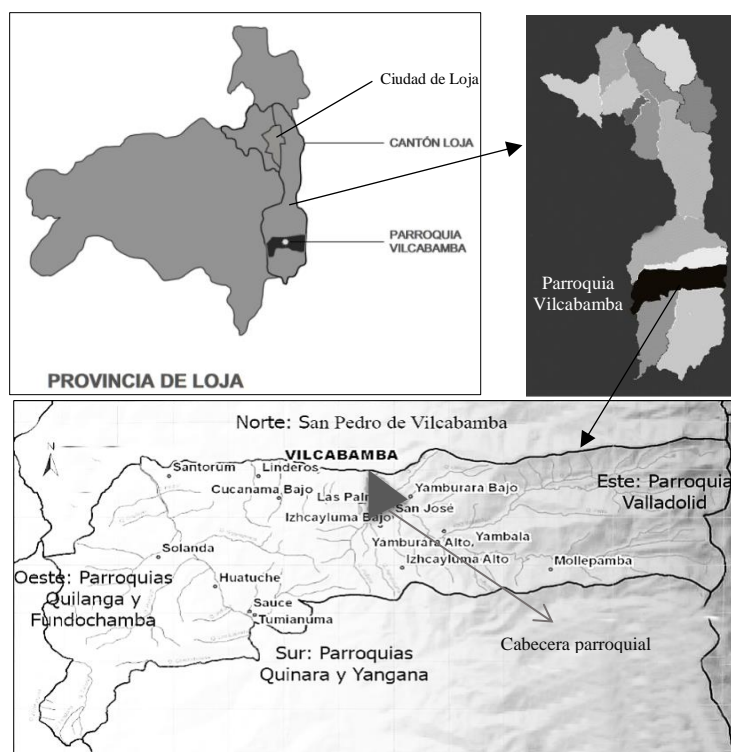 Ciudad de Loja
CANTÓN LOJA
PARROQUIA
VILCABAMBA
PROVINCIA DE LOJA
Parroquia
Vilcabamba
Norte: San Pedro de Vilcabamba
N
VILCABAMBA
Santorum
Linderos
Cucanama Bajo
Las Pal
Yamburara Bajo
San José
Izhcayluma Bajo
Este: Parroquia
Valladolid
Yamburara Alto
Yambala
Izhcayluma Alto
Mollepamba
Solanda
Huatuche
Sauce
Tumianuma
Oeste: Parroquias
Quilanga y
Fundochamba
Sur: Parroquias
Quinara y Yangana
Cabecera parroquial